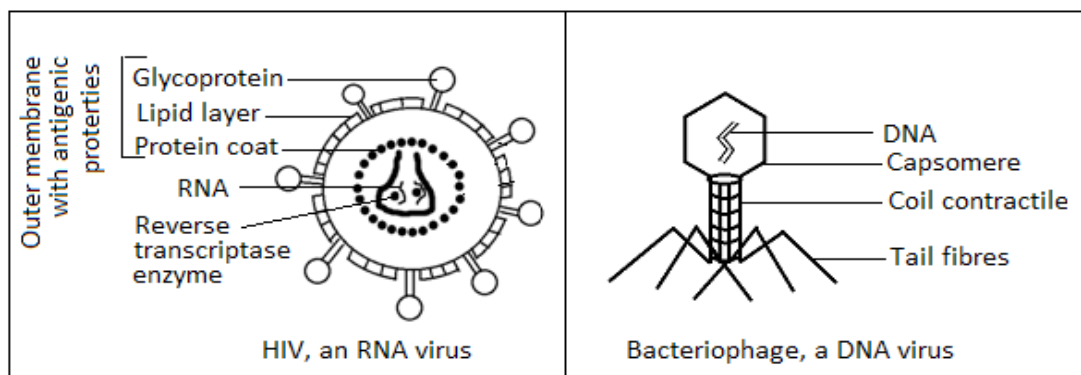 Outer membrane
with antigenic
proterties
Glycoprotein
Lipid layer
Protein coat
RNA
Reverse
transcriptase
enzyme
HIV, an RNA virus
DNA
Capsomere
Coil contractile
Tail fibres
Bacteriophage, a DNA virus